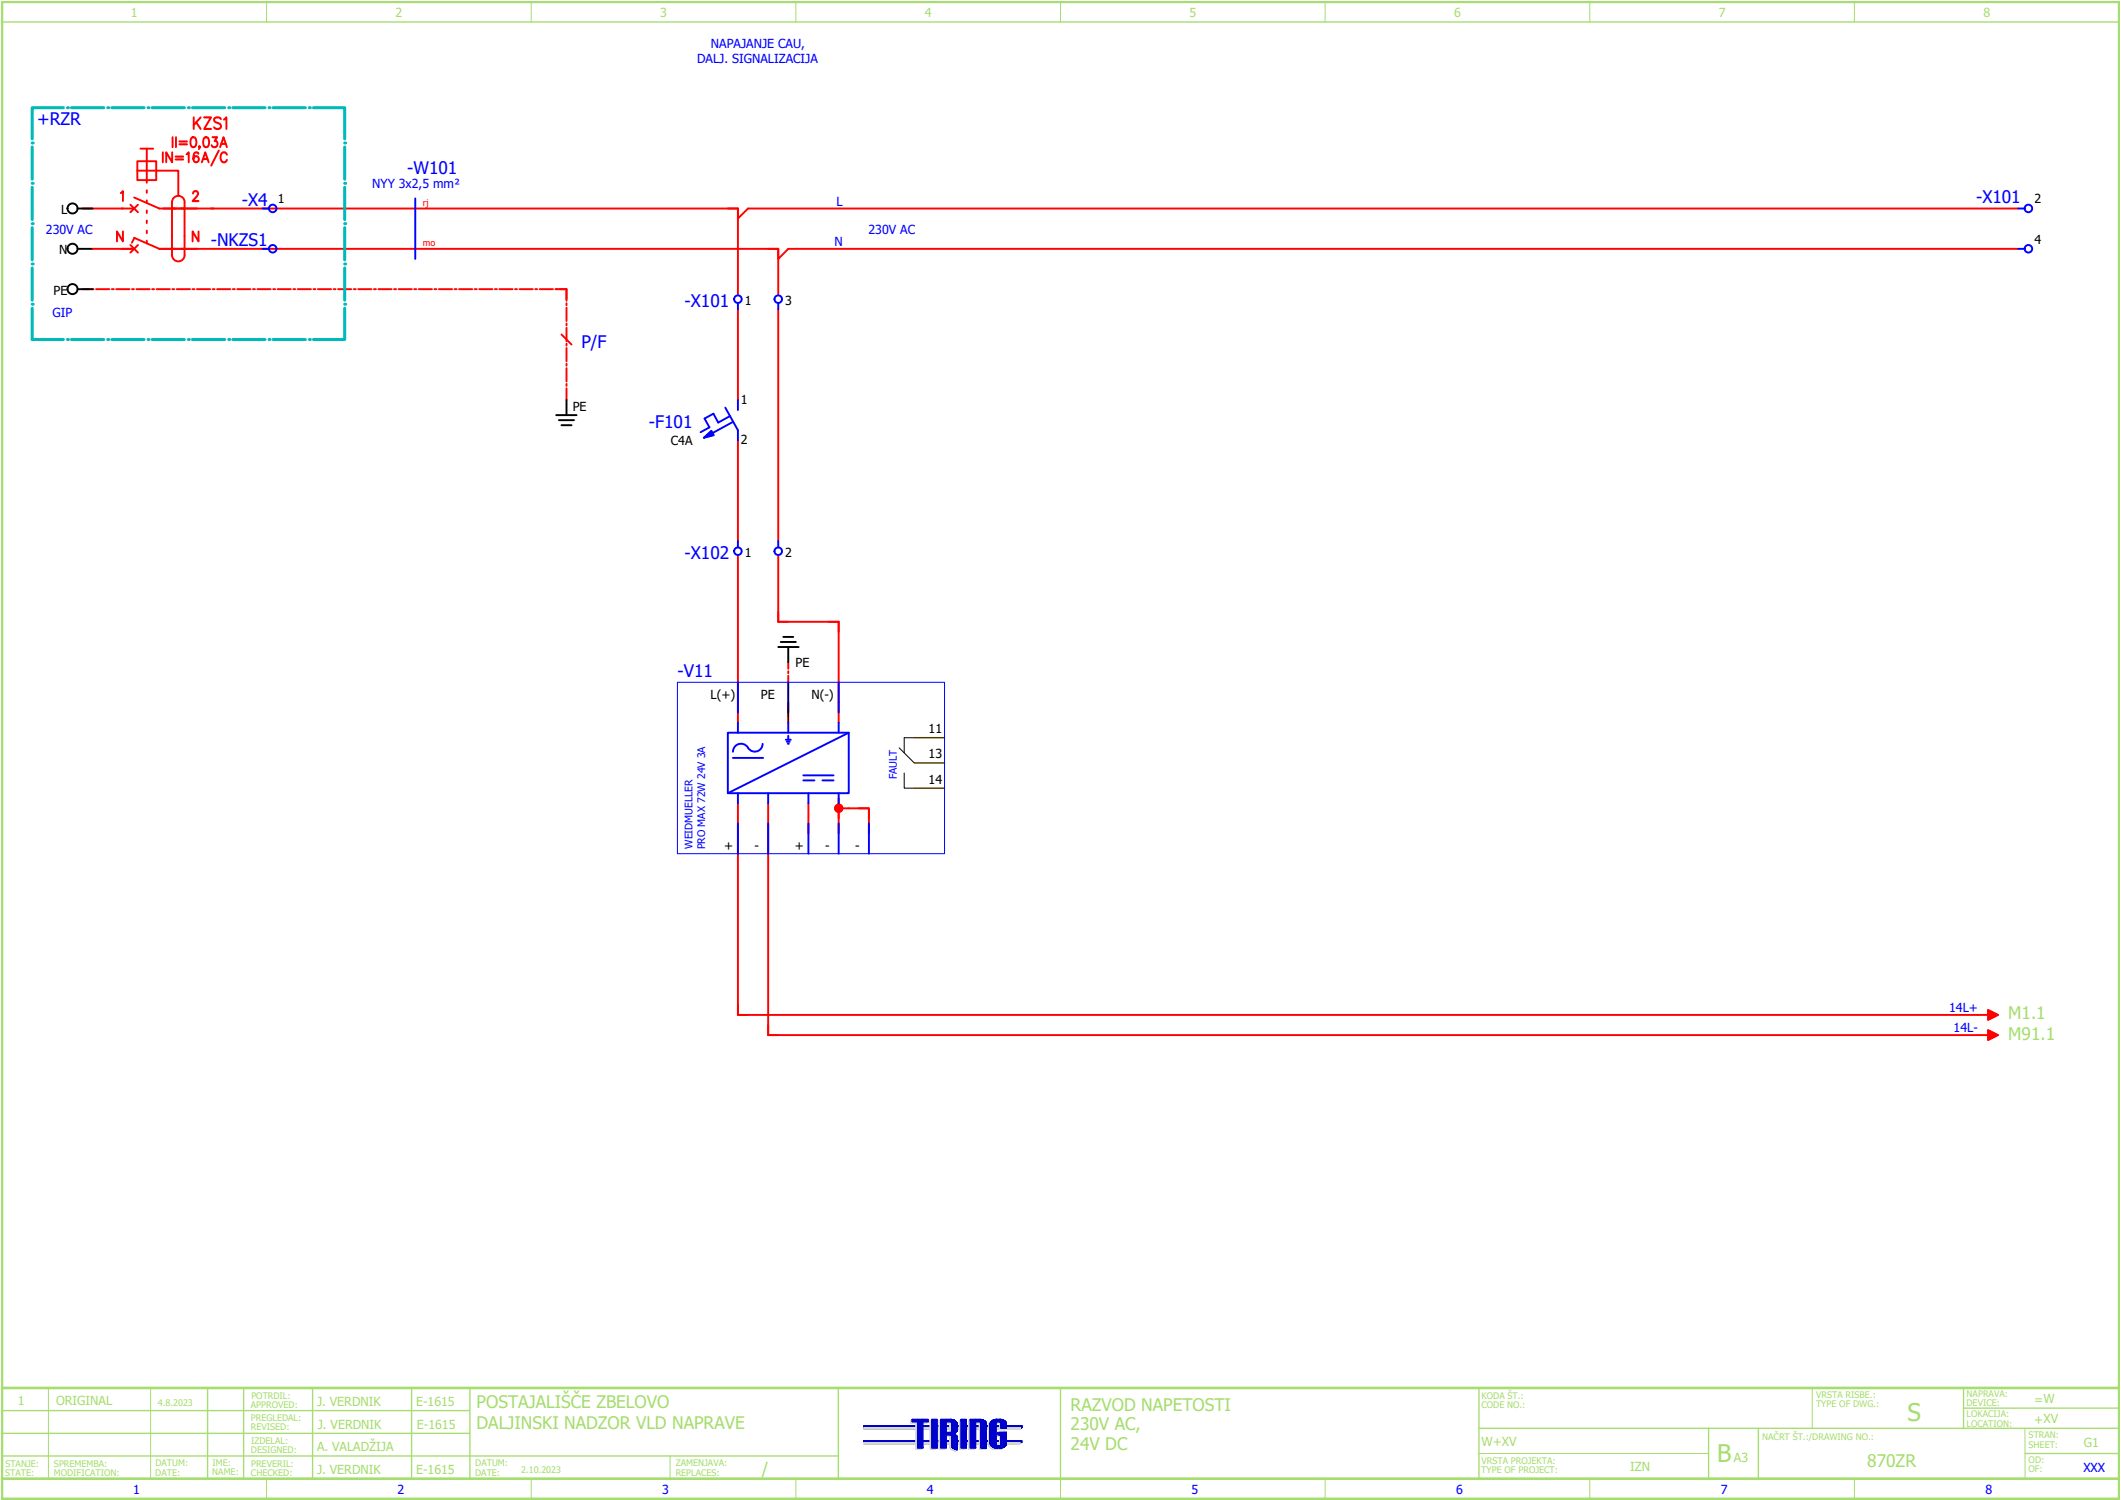 1 2 3 4 5 6 7 8
NAPAJANJE CAU,
DALJ. SIGNALIZACIJA
+RZR
KZS1
II=0,03A
IN=16A/C
-W101
NYY 3x2,5 mm²
1 2
-X4 1
L
rj
L
-X101 2
230V AC
N N
-NKZS1
N
mo
N
230V AC
4
PE
GIP
-X101 1 3
P/F
PE
1
-F101
C4A
2
-X102 1 2
PE
-V11
L(+) PE N(-)
11
13
14
FAULT
WEIDMUELLER
PRO MAX 72W 24V 3A
+ - + - -
14L+ M1.1
14L- M91.1
1 ORIGINAL 4.8.2023
POTRDIL:
APPROVED:
J. VERDNIK E-1615
PREGLEDAL:
REVISED:
J. VERDNIK E-1615
IZDELAL:
DESIGNED:
A. VALADŽIJA
STANJE:
STATE:
SPREMEMBA:
MODIFICATION:
DATUM:
DATE:
IME:
NAME:
PREVERIL:
CHECKED:
J. VERDNIK E-1615
POSTAJALIŠČE ZBELOVO
DALJINSKI NADZOR VLD NAPRAVE
DATUM:
DATE:
2.10.2023
ZAMENJAVA:
REPLACES:
/
TIRING
RAZVOD NAPETOSTI
230V AC,
24V DC
KODA ŠT.:
CODE NO.:
VRSTA RISBE.:
TYPE OF DWG.:
S
NAPRAVA:
DEVICE:
=W
LOKACIJA:
LOCATION:
+XV
W+XV
VRSTA PROJEKTA:
TYPE OF PROJECT:
IZN
B A3
NAČRT ŠT.:/DRAWING NO.:
870ZR
STRAN:
SHEET:
G1
OD:
OF:
XXX
1 2 3 4 5 6 7 8